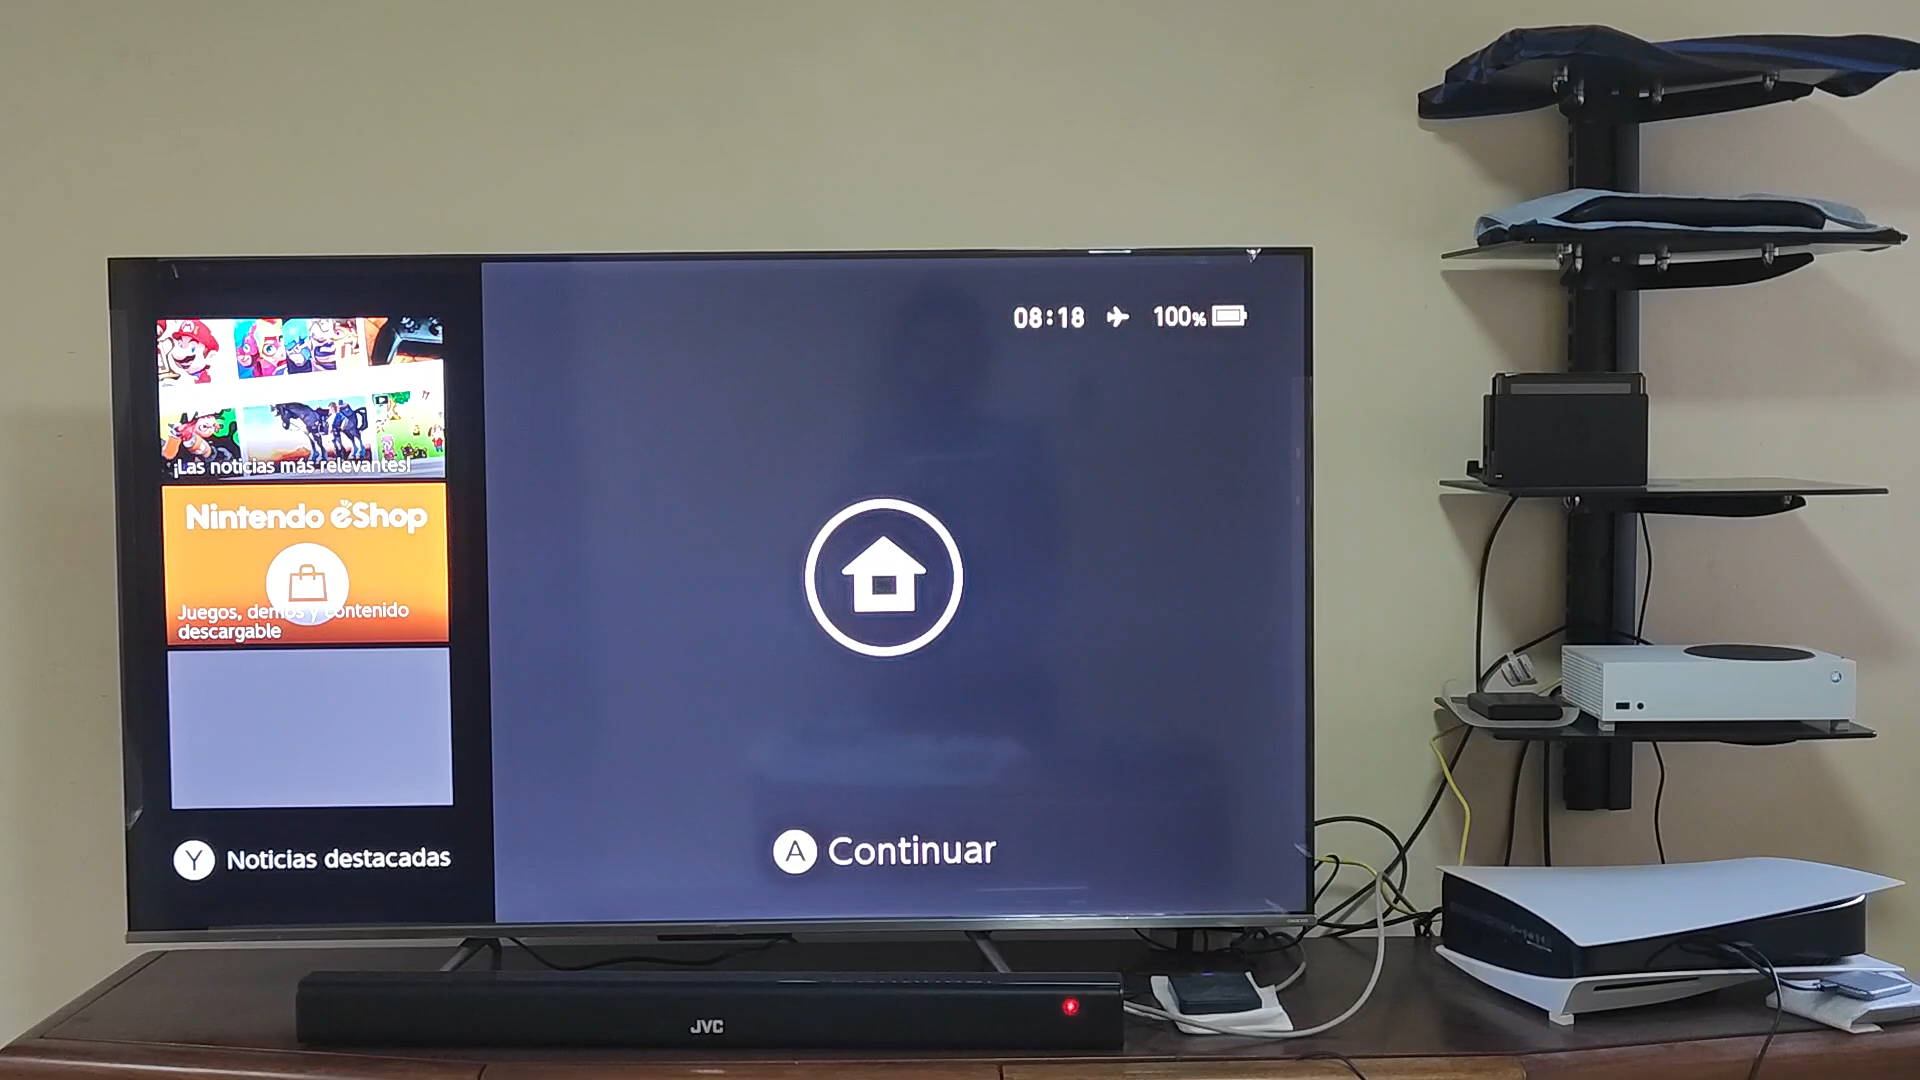 08:18 100%
¡Las noticias más relevantes!
Nintendo eShop
Juegos, demos y contenido
descargable
Y Noticias destacadas
A Continuar
JVC